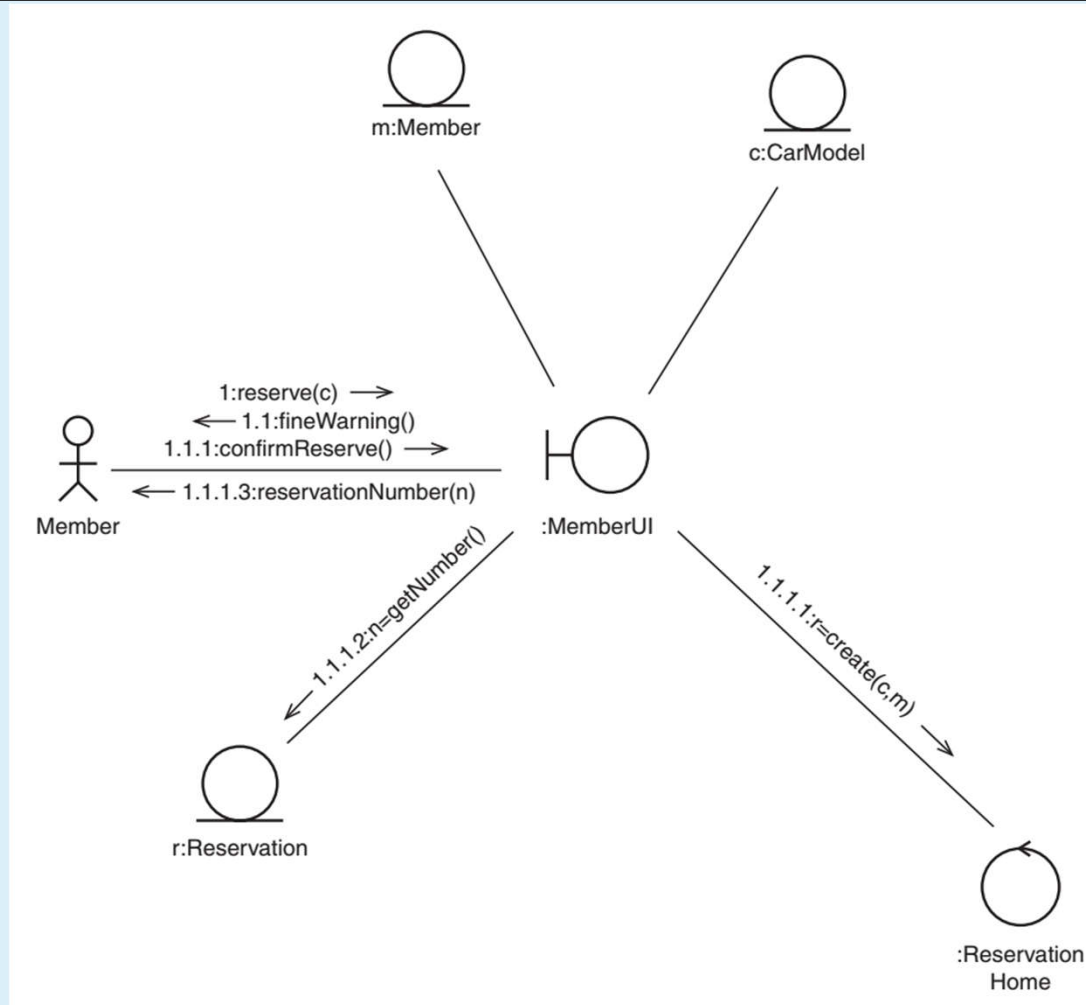 m:Member
c:CarModel
1:reserve(c)
1.1:fineWarning()
1.1.1:confirmReserve()
1.1.1.3:reservationNumber(n)
Member
:MemberUI
1.1.1.2:n=getNumber()
1.1.1.1:r=create(c,m)
r:Reservation
:Reservation
Home